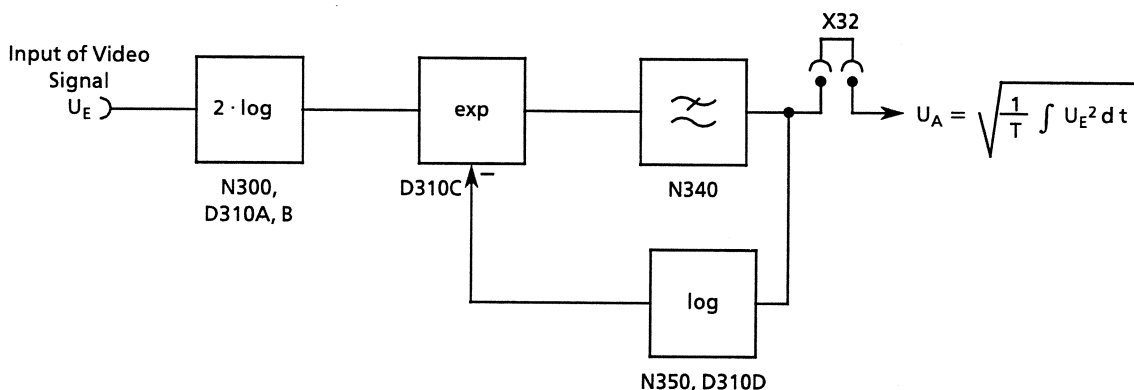 X32
Input of Video
Signal
U_E
2 · log
exp
U_A = √(1/T ∫ U_E² dt)
N300,
D310A, B
D310C
−
N340
log
N350, D310D